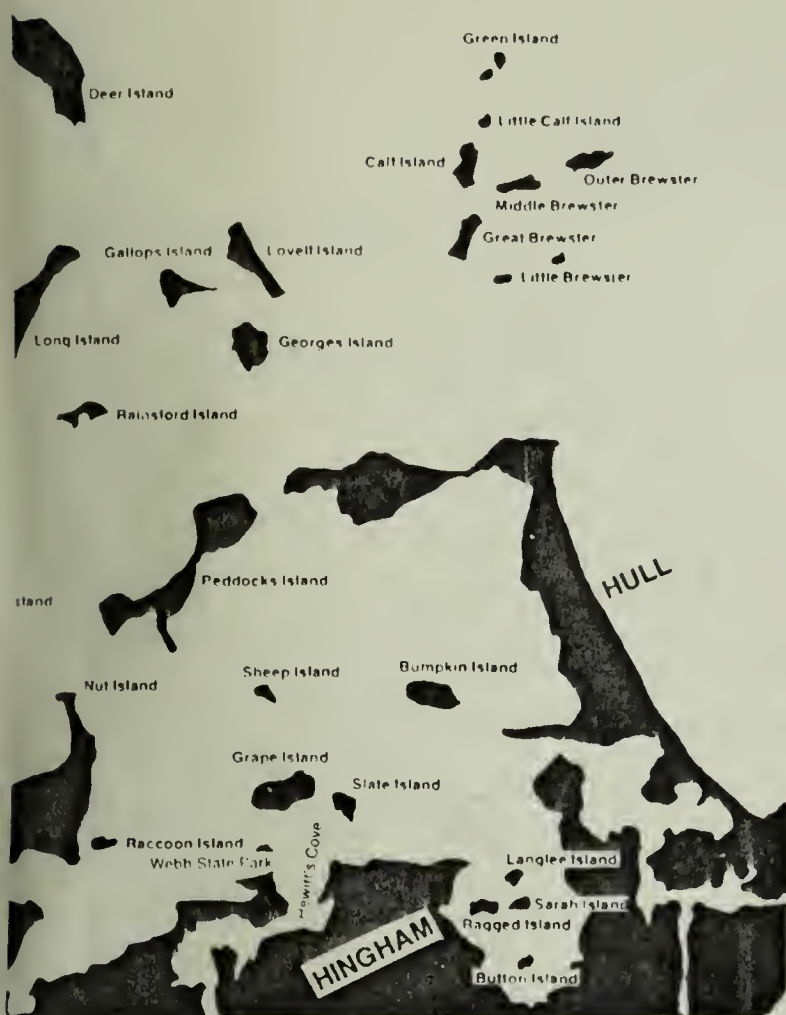 Green Island
Deer Island
Little Calf Island
Calf Island
Outer Brewster
Middle Brewster
Great Brewster
Gallops Island
Lovell Island
Little Brewster
Long Island
Georges Island
Rainsford Island
HULL
Peddocks Island
sland
Bumpkin Island
Sheep Island
Nut Island
Grape Island
Slate Island
Raccoon Island
Webb State Park
Hewitt's Cove
Langlee Island
Sarah Island
Ragged Island
HINGHAM
Button Island